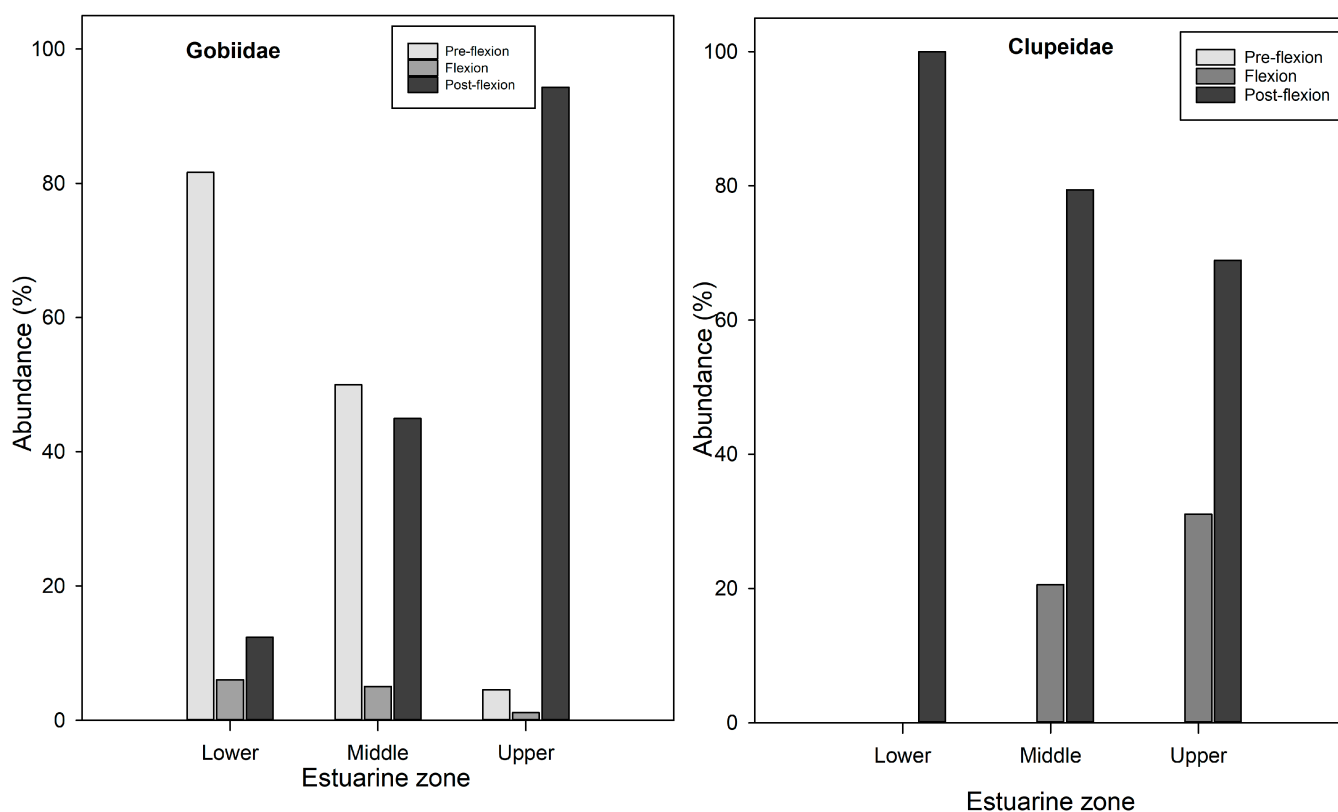 Gobiidae
Pre-flexion
Flexion
Post-flexion
100
80
60
40
20
0
Abundance (%)
Lower Middle Upper
Estuarine zone
Clupeidae
Pre-flexion
Flexion
Post-flexion
100
80
60
40
20
0
Abundance (%)
Lower Middle Upper
Estuarine zone